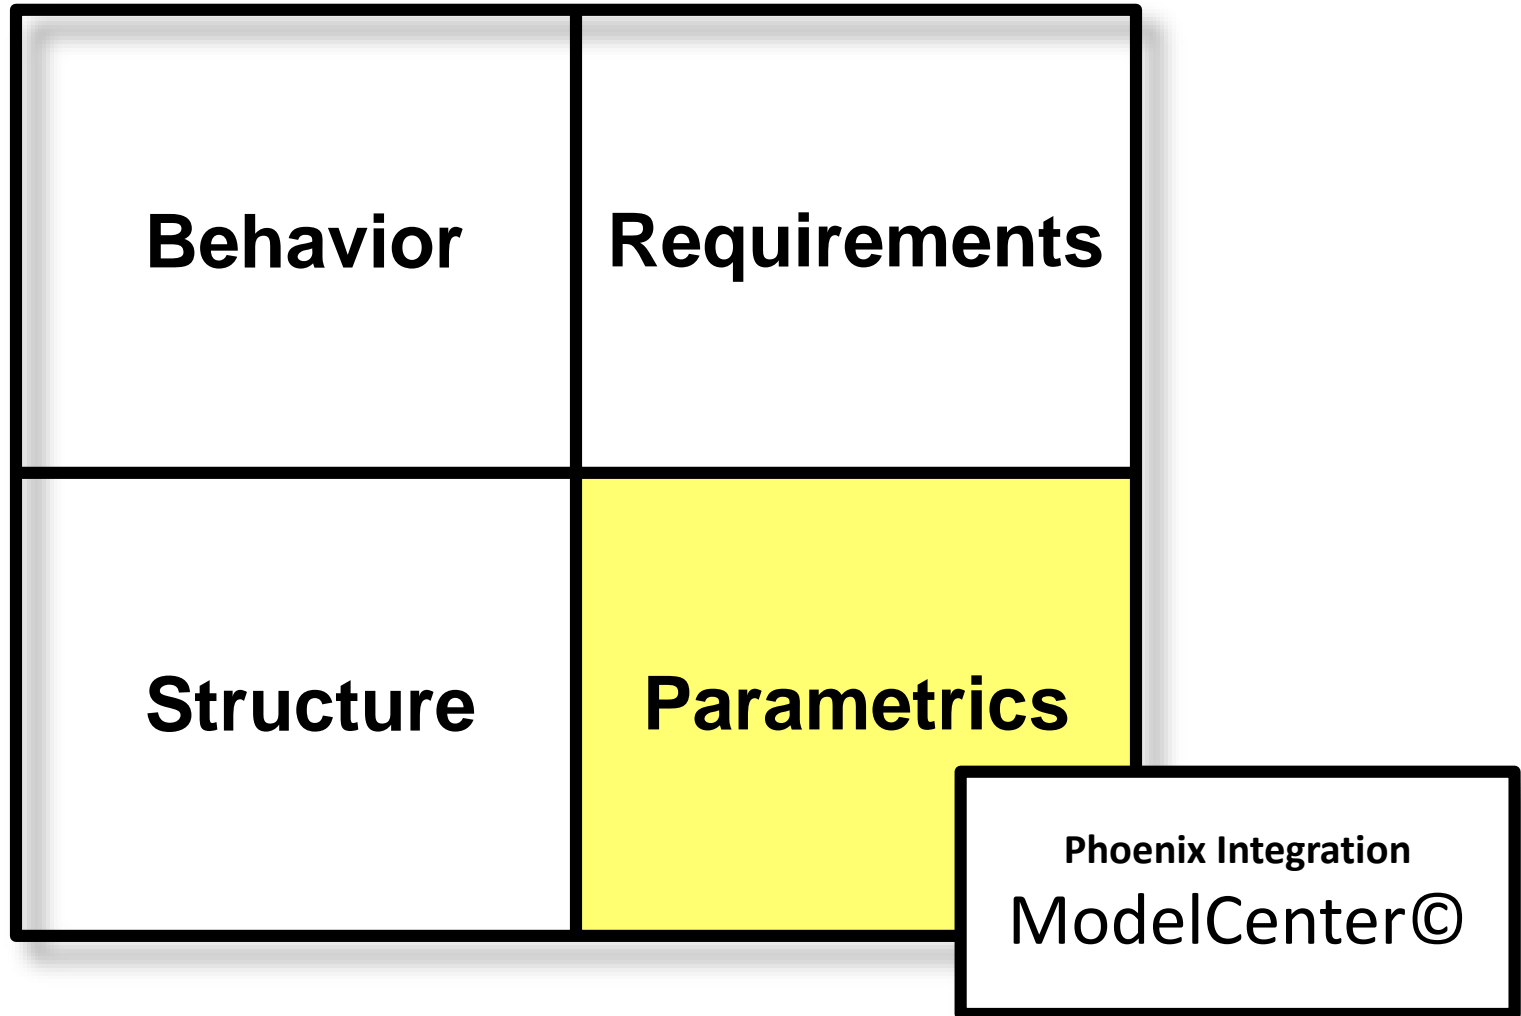 Behavior
Requirements
Structure
Parametrics
Phoenix Integration
ModelCenter©